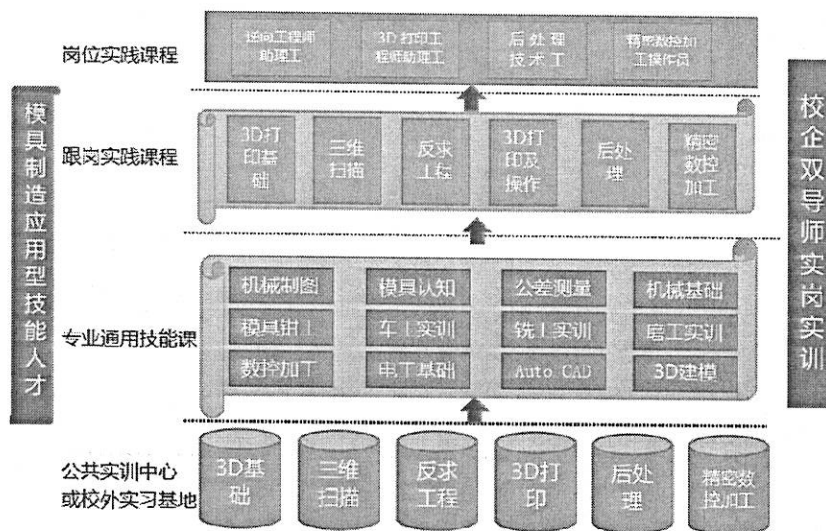 岗位实践课程
逆向工程师
助理工
3D 打印工
程师助理工
后处理
技术工
精密数控加
工操作员
模具制造应用型技能人才
校企双导师实岗实训
跟岗实践课程
3D打
印基
础
三维
扫描
反求
工程
3D打
印及
操作
后处
理
精密
数控
加工
专业通用技能课
机械制图
模具认知
公差测量
机械基础
模具钳工
车工实训
铣工实训
磨工实训
数控加工
电工基础
Auto CAD
3D建模
公共实训中心
或校外实习基地
3D基
础
三维
扫描
反求
工程
3D打
印
后处
理
精密数
控加工